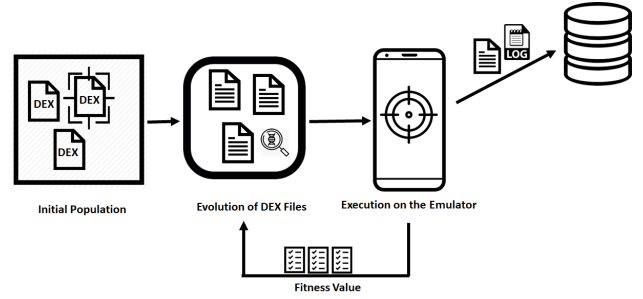 DEX
DEX
DEX
LOG
Initial Population
Evolution of DEX Files
Execution on the Emulator
Fitness Value